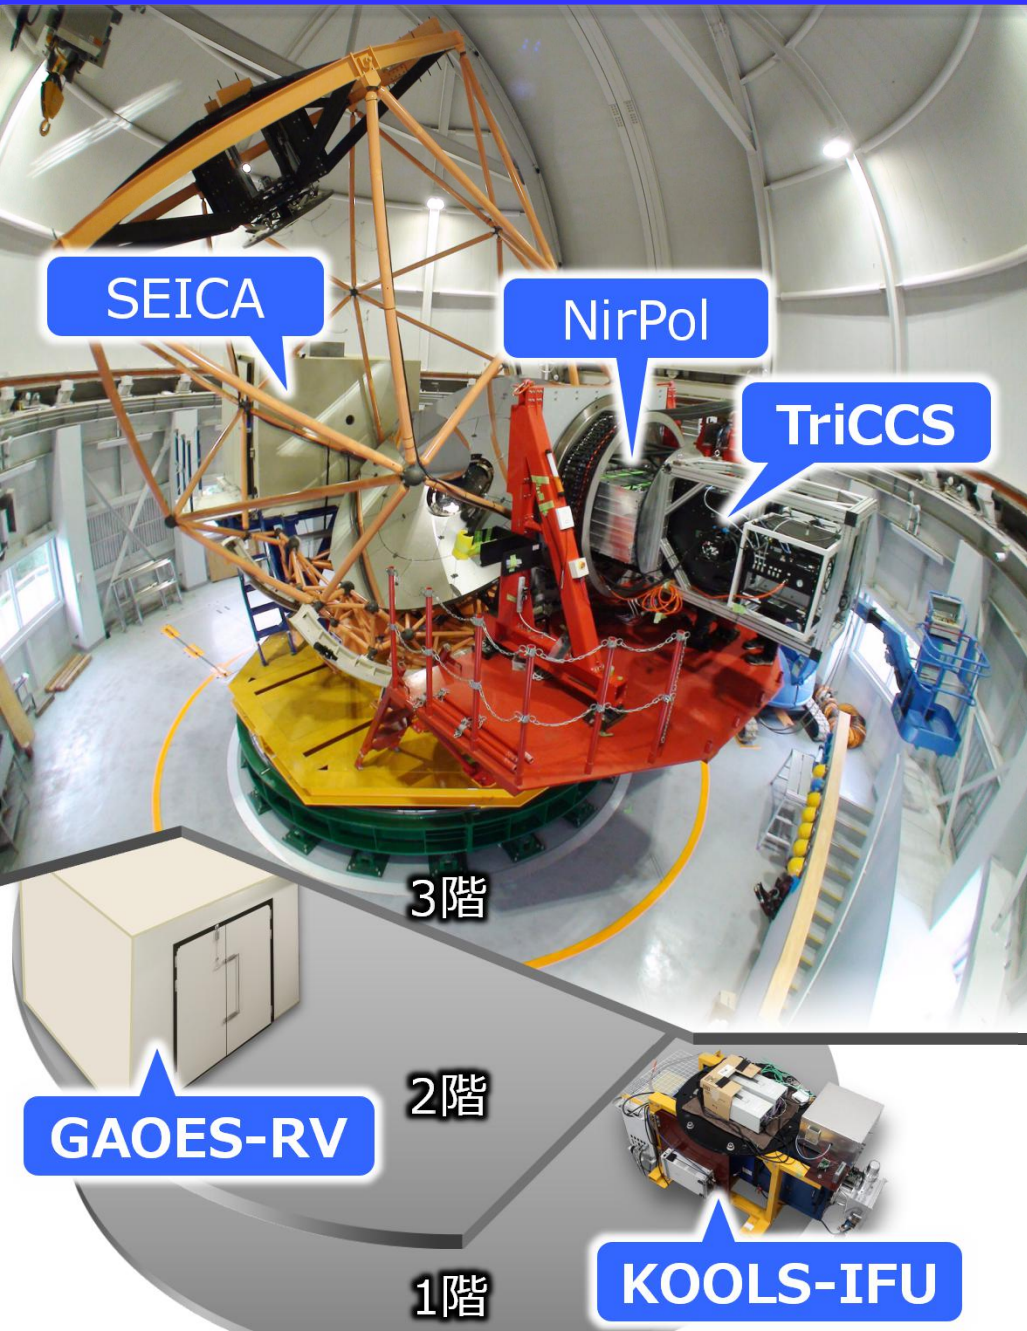 SEICA
NirPol
TriCCS
3階
2階
GAOES-RV
1階
KOOLS-IFU